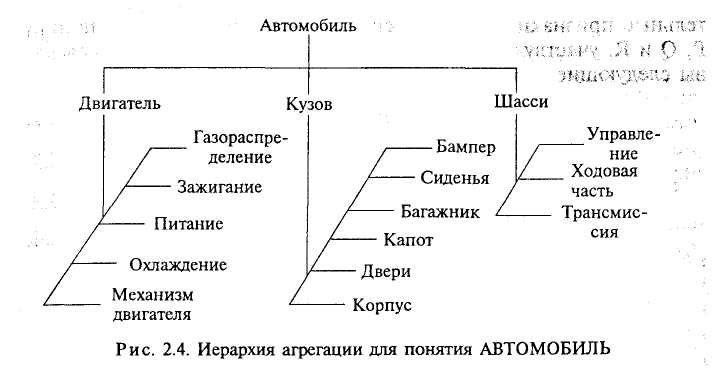 Автомобиль
Двигатель
Кузов
Шасси
Газораспре-
деление
Зажигание
Питание
Охлаждение
Механизм
двигателя
Бампер
Сиденья
Багажник
Капот
Двери
Корпус
Управле-
ние
Ходовая
часть
Трансмис-
сия
Рис. 2.4. Иерархия агрегации для понятия АВТОМОБИЛЬ